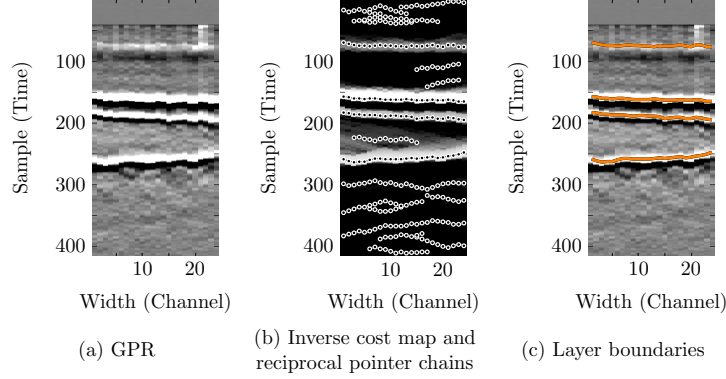 Sample (Time)
100
200
300
400
10
20
Width (Channel)
(a) GPR
Sample (Time)
100
200
300
400
10
20
Width (Channel)
(b) Inverse cost map and
reciprocal pointer chains
Sample (Time)
100
200
300
400
10
20
Width (Channel)
(c) Layer boundaries